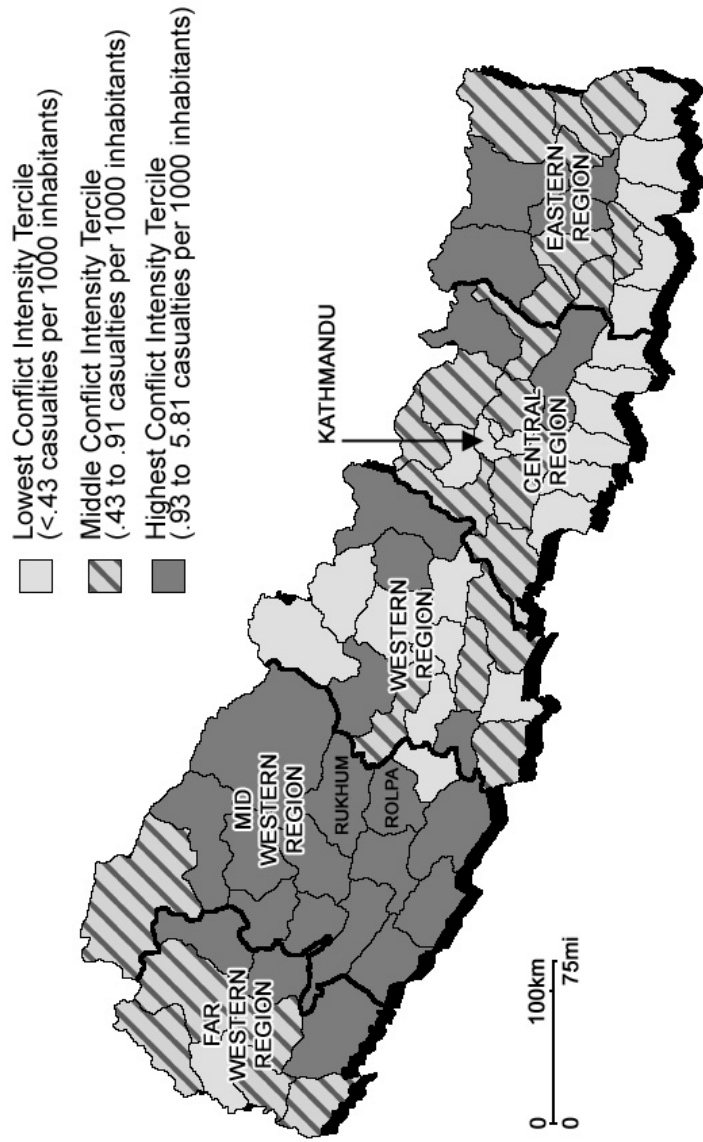 Lowest Conflict Intensity Tercile
(<.43 casualties per 1000 inhabitants)
Middle Conflict Intensity Tercile
(.43 to .91 casualties per 1000 inhabitants)
Highest Conflict Intensity Tercile
(.93 to 5.81 casualties per 1000 inhabitants)
FAR
WESTERN
REGION
MID
WESTERN
REGION
RUKHUM
ROLPA
WESTERN
REGION
KATHMANDU
CENTRAL
REGION
EASTERN
REGION
0 100km
0 75mi